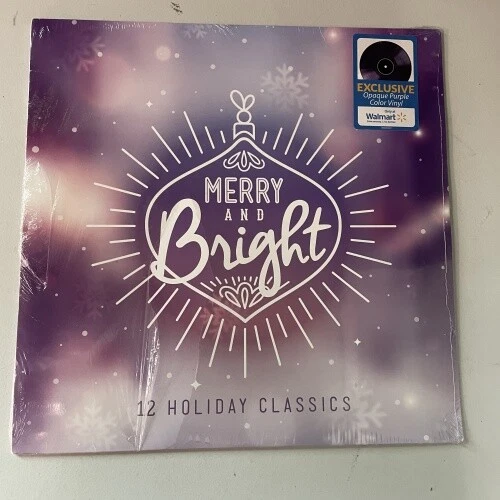 EXCLUSIVE
Opaque Purple
Color Vinyl
Walmart
MERRY
AND
Bright
12 HOLIDAY CLASSICS